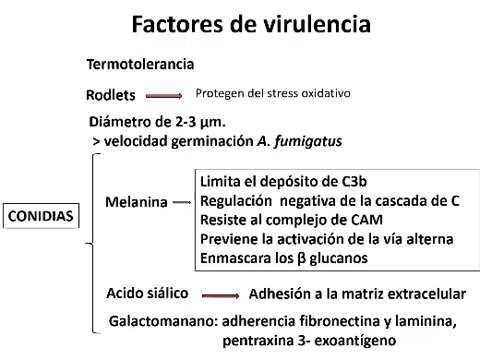 Factores de virulencia
Termotolerancia
Rodlets Protegen del stress oxidativo
Diámetro de 2-3 µm.
> velocidad germinación A. fumigatus
CONIDIAS
Melanina
Limita el depósito de C3b
Regulación negativa de la cascada de C
Resiste al complejo de CAM
Previene la activación de la vía alterna
Enmascara los β glucanos
Acido siálico Adhesión a la matriz extracelular
Galactomanano: adherencia fibronectina y laminina,
pentraxina 3- exoantígeno